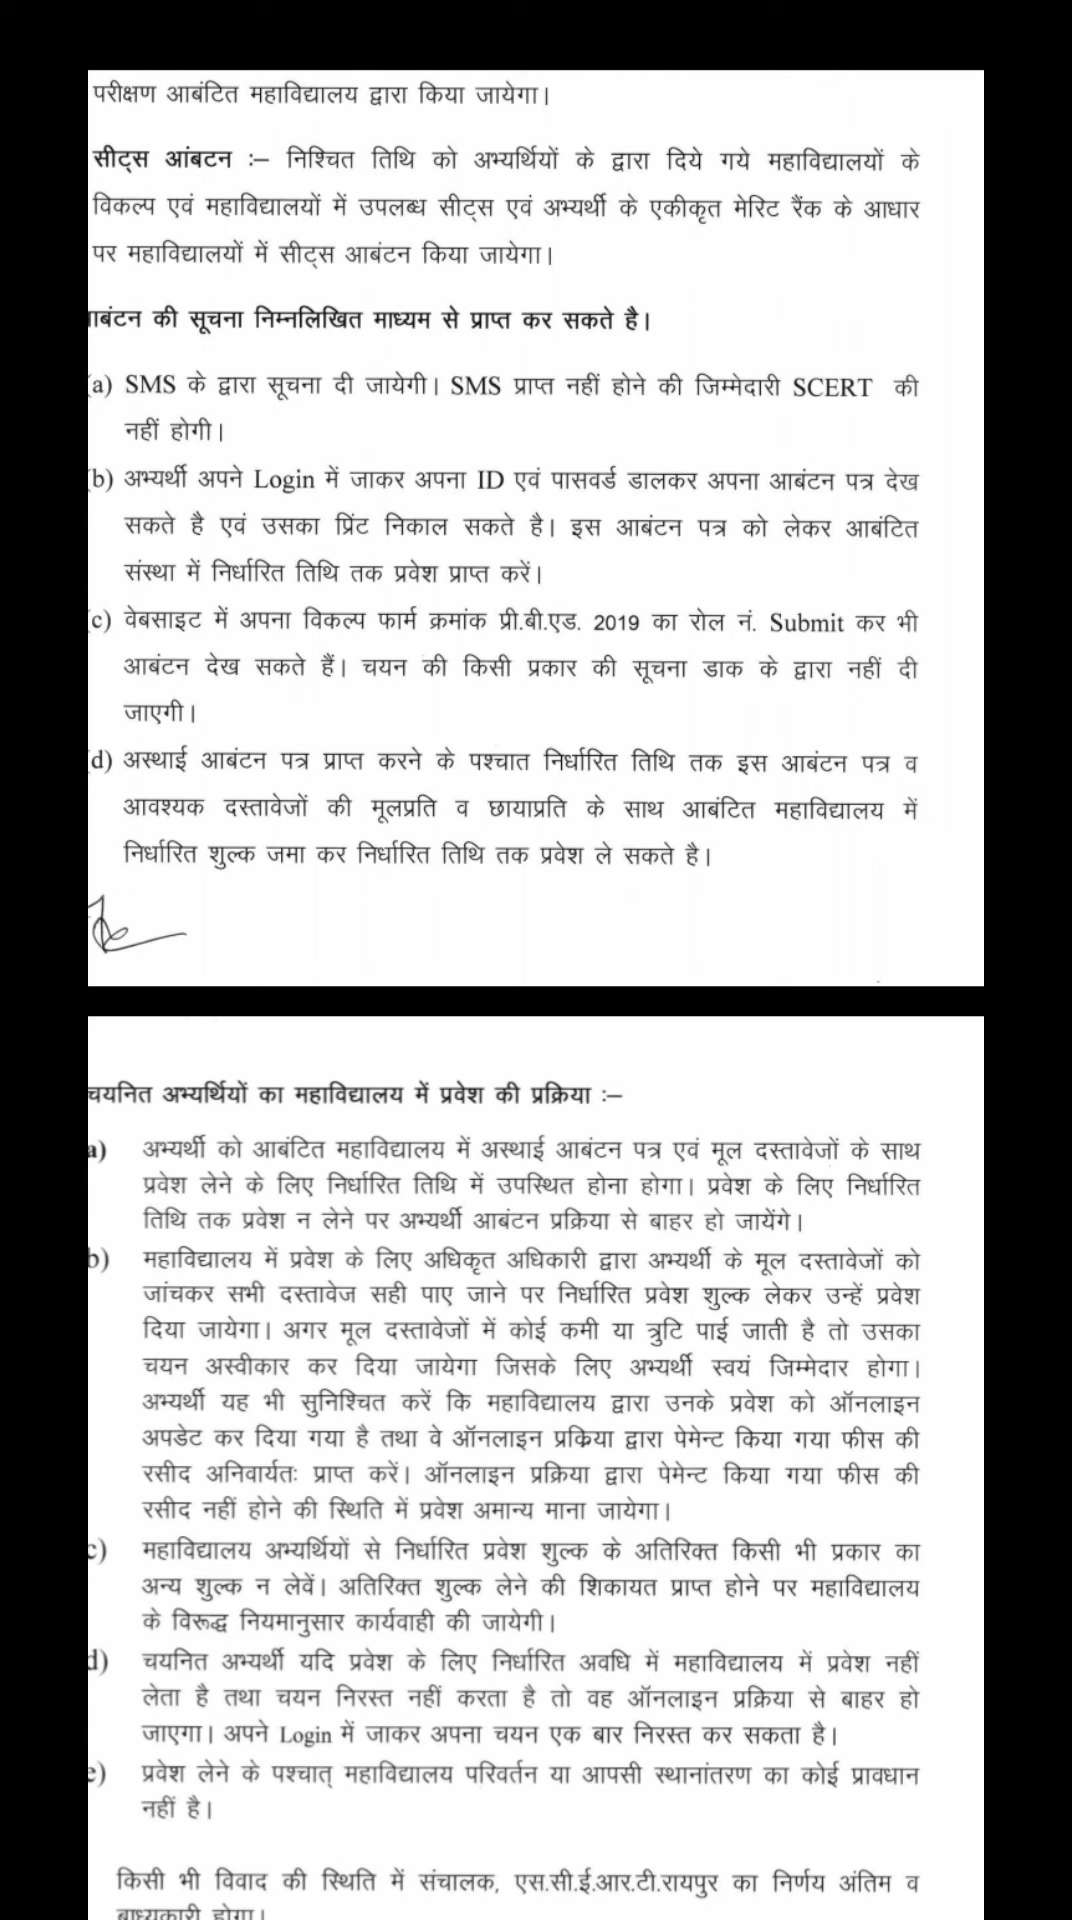 परीक्षण आबंटित महाविद्यालय द्वारा किया जायेगा।
सीट्स आंबटन :– निश्चित तिथि को अभ्यर्थियों के द्वारा दिये गये महाविद्यालयों के
विकल्प एवं महाविद्यालयों में उपलब्ध सीट्स एवं अभ्यर्थी के एकीकृत मेरिट रैंक के आधार
पर महाविद्यालयों में सीट्स आबंटन किया जायेगा।
ाबंटन की सूचना निम्नलिखित माध्यम से प्राप्त कर सकते है।
(a) SMS के द्वारा सूचना दी जायेगी। SMS प्राप्त नहीं होने की जिम्मेदारी SCERT की
नहीं होगी।
(b) अभ्यर्थी अपने Login में जाकर अपना ID एवं पासवर्ड डालकर अपना आबंटन पत्र देख
सकते है एवं उसका प्रिंट निकाल सकते है। इस आबंटन पत्र को लेकर आबंटित
संस्था में निर्धारित तिथि तक प्रवेश प्राप्त करें।
(c) वेबसाइट में अपना विकल्प फार्म क्रमांक प्री.बी.एड. 2019 का रोल नं. Submit कर भी
आबंटन देख सकते हैं। चयन की किसी प्रकार की सूचना डाक के द्वारा नहीं दी
जाएगी।
(d) अस्थाई आबंटन पत्र प्राप्त करने के पश्चात निर्धारित तिथि तक इस आबंटन पत्र व
आवश्यक दस्तावेजों की मूलप्रति व छायाप्रति के साथ आबंटित महाविद्यालय में
निर्धारित शुल्क जमा कर निर्धारित तिथि तक प्रवेश ले सकते है।
चयनित अभ्यर्थियों का महाविद्यालय में प्रवेश की प्रक्रिया :–
a) अभ्यर्थी को आबंटित महाविद्यालय में अस्थाई आबंटन पत्र एवं मूल दस्तावेजों के साथ
प्रवेश लेने के लिए निर्धारित तिथि में उपस्थित होना होगा। प्रवेश के लिए निर्धारित
तिथि तक प्रवेश न लेने पर अभ्यर्थी आबंटन प्रक्रिया से बाहर हो जायेंगे।
b) महाविद्यालय में प्रवेश के लिए अधिकृत अधिकारी द्वारा अभ्यर्थी के मूल दस्तावेजों को
जांचकर सभी दस्तावेज सही पाए जाने पर निर्धारित प्रवेश शुल्क लेकर उन्हें प्रवेश
दिया जायेगा। अगर मूल दस्तावेजों में कोई कमी या त्रुटि पाई जाती है तो उसका
चयन अस्वीकार कर दिया जायेगा जिसके लिए अभ्यर्थी स्वयं जिम्मेदार होगा।
अभ्यर्थी यह भी सुनिश्चित करें कि महाविद्यालय द्वारा उनके प्रवेश को ऑनलाइन
अपडेट कर दिया गया है तथा वे ऑनलाइन प्रक्रिया द्वारा पेमेन्ट किया गया फीस की
रसीद अनिवार्यतः प्राप्त करें। ऑनलाइन प्रक्रिया द्वारा पेमेन्ट किया गया फीस की
रसीद नहीं होने की स्थिति में प्रवेश अमान्य माना जायेगा।
c) महाविद्यालय अभ्यर्थियों से निर्धारित प्रवेश शुल्क के अतिरिक्त किसी भी प्रकार का
अन्य शुल्क न लेवें। अतिरिक्त शुल्क लेने की शिकायत प्राप्त होने पर महाविद्यालय
के विरूद्ध नियमानुसार कार्यवाही की जायेगी।
d) चयनित अभ्यर्थी यदि प्रवेश के लिए निर्धारित अवधि में महाविद्यालय में प्रवेश नहीं
लेता है तथा चयन निरस्त नहीं करता है तो वह ऑनलाइन प्रक्रिया से बाहर हो
जाएगा। अपने Login में जाकर अपना चयन एक बार निरस्त कर सकता है।
e) प्रवेश लेने के पश्चात् महाविद्यालय परिवर्तन या आपसी स्थानांतरण का कोई प्रावधान
नहीं है।
किसी भी विवाद की स्थिति में संचालक, एस.सी.ई.आर.टी.रायपुर का निर्णय अंतिम व
बाध्यकारी होगा।